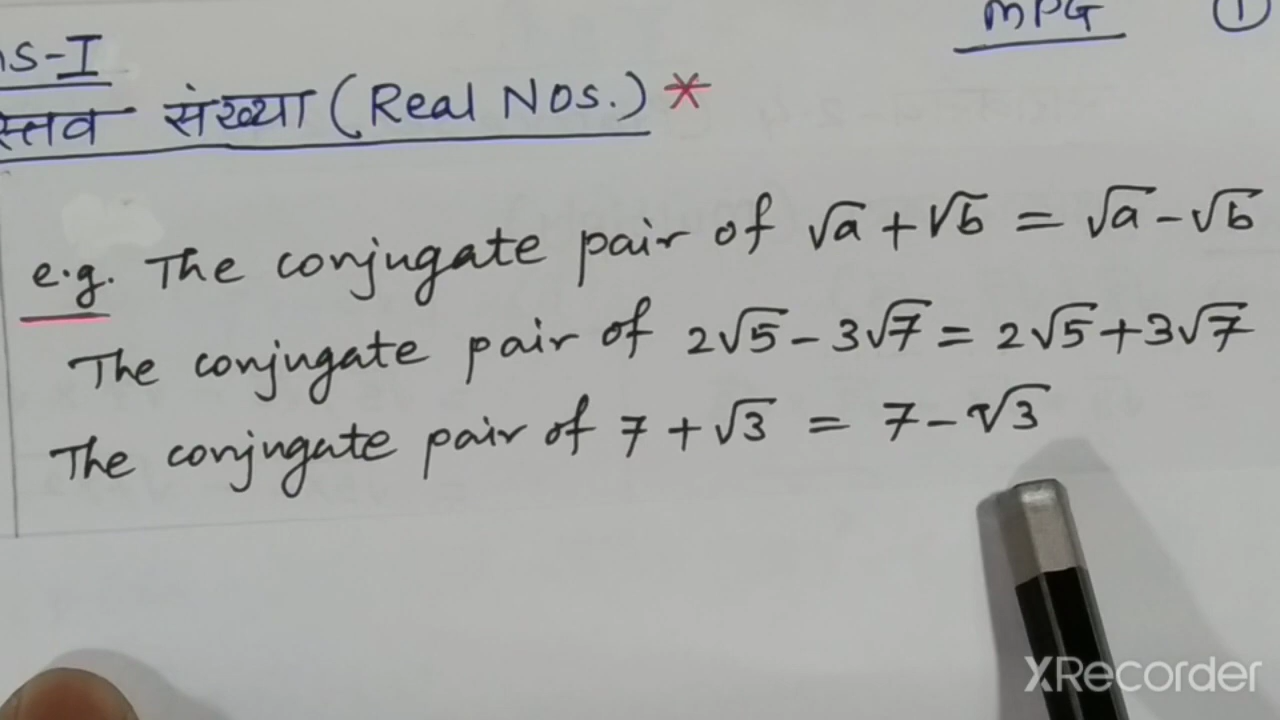 MPG ①
s-I
स्तव संख्या (Real Nos.) *
e.g. The conjugate pair of √a + √b = √a - √b
The conjugate pair of 2√5 - 3√7 = 2√5 + 3√7
The conjugate pair of 7 + √3 = 7 - √3
XRecorder